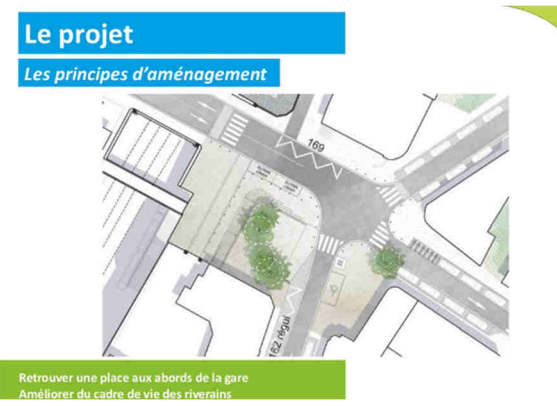 Le projet
Les principes d'aménagement
169
162 régul
Retrouver une place aux abords de la gare
Améliorer du cadre de vie des riverains